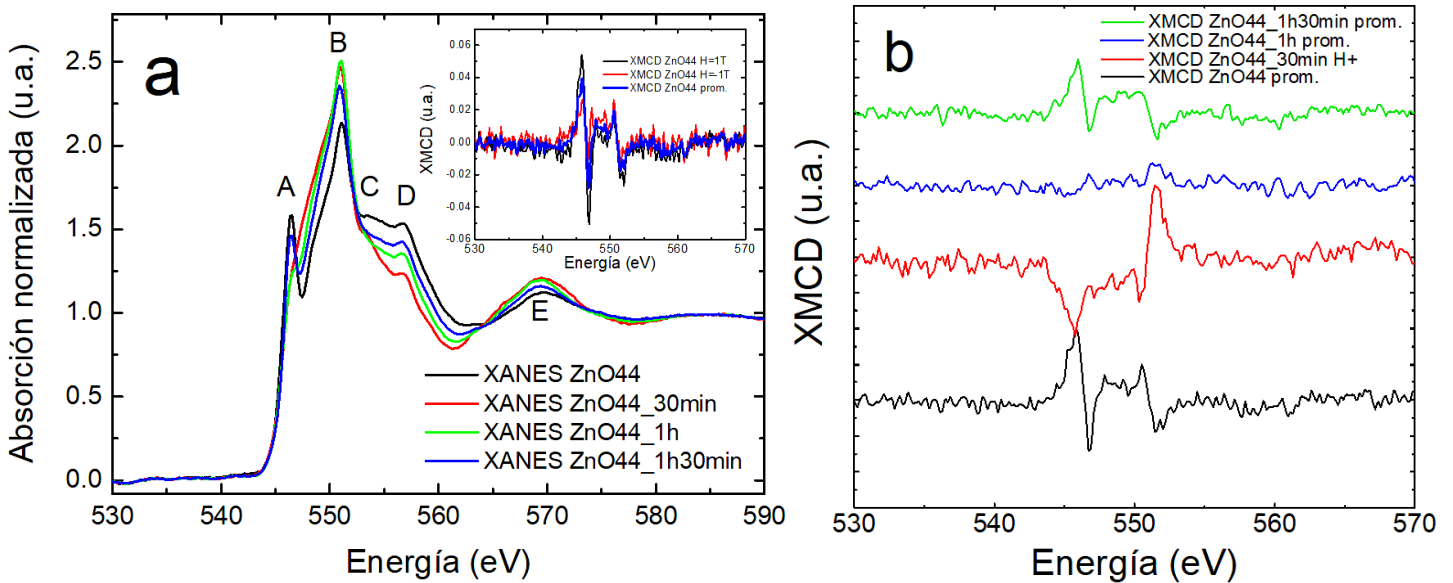 a
Absorción normalizada (u.a.)
2.5
2.0
1.5
1.0
0.5
0.0
530
540
550
560
570
580
590
Energía (eV)
A
B
C
D
E
XANES ZnO44
XANES ZnO44_30min
XANES ZnO44_1h
XANES ZnO44_1h30min
XMCD (u.a.)
0.06
0.04
0.02
0.00
-0.02
-0.04
-0.06
530
540
550
560
570
Energía (eV)
XMCD ZnO44 H=1T
XMCD ZnO44 H=-1T
XMCD ZnO44 prom.
b
XMCD (u.a.)
XMCD ZnO44_1h30min prom.
XMCD ZnO44_1h prom.
XMCD ZnO44_30min H+
XMCD ZnO44 prom.
530
540
550
560
570
Energía (eV)